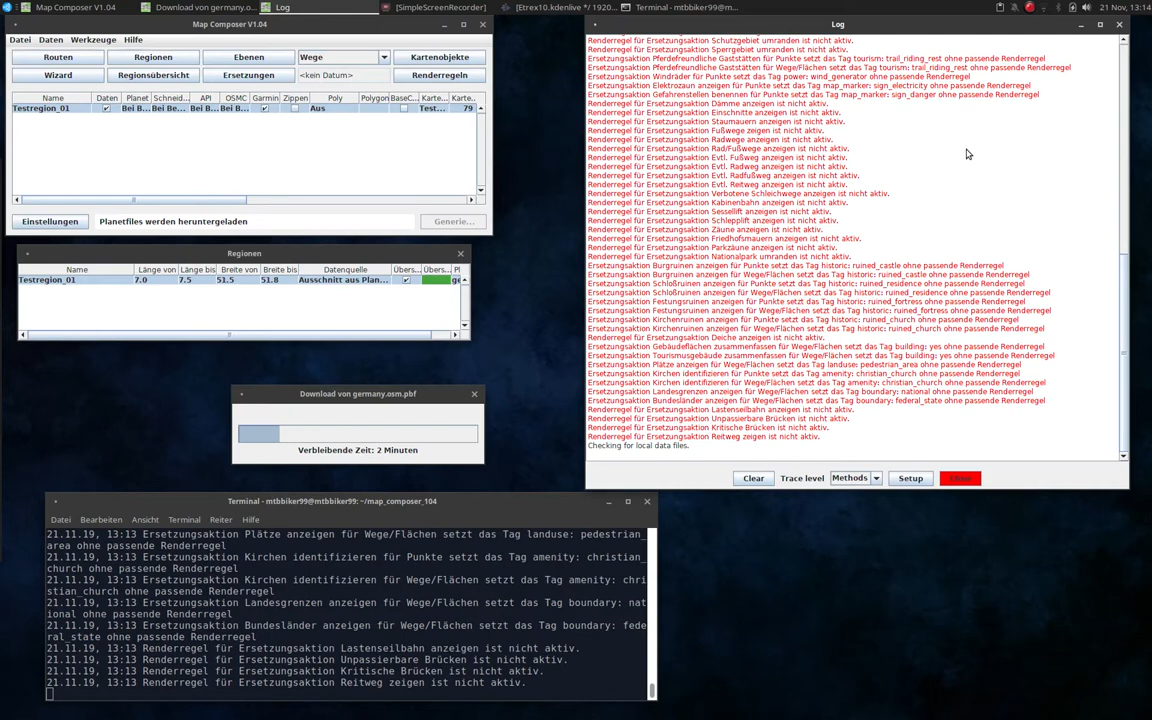 Map Composer V1.04
Download von germany.osm....
Log
[SimpleScreenRecorder]
[Etrex10.kdenlive */ *1920...
Terminal - mtbbiker99@m...
21 Nov, 13:14
Map Composer V1.04
Datei Daten Werkzeuge Hilfe
Routen Regionen Ebenen Wege Kartenobjekte
Wizard Regionsübersicht Ersetzungen <kein Datum> Renderregeln
Name Daten Planet Schneid... API OSMC Garmin Zippen Poly Polygon BaseC... Karte... Karte..
Testregion_01 Bei B... Bei Be... Bei B... Bei B... Aus Test... 79
Einstellungen Planetfiles werden heruntergeladen Generie...
Regionen
Name Länge von Länge bis Breite von Breite bis Datenquelle Übers... Übers...
Testregion_01 7.0 7.5 51.5 51.8 Ausschnitt aus Plan...
Download von germany.osm.pbf
Verbleibende Zeit: 2 Minuten
Terminal - mtbbiker99@mtbbiker99: ~/map_composer_104
Datei Bearbeiten Ansicht Terminal Reiter Hilfe
21.11.19, 13:13 Ersetzungsaktion Plätze anzeigen für Wege/Flächen setzt das Tag landuse: pedestrian_
area ohne passende Renderregel
21.11.19, 13:13 Ersetzungsaktion Kirchen identifizieren für Punkte setzt das Tag amenity: christian_
church ohne passende Renderregel
21.11.19, 13:13 Ersetzungsaktion Kirchen identifizieren für Wege/Flächen setzt das Tag amenity: chri
stian_church ohne passende Renderregel
21.11.19, 13:13 Ersetzungsaktion Landesgrenzen anzeigen für Wege/Flächen setzt das Tag boundary: nat
ional ohne passende Renderregel
21.11.19, 13:13 Ersetzungsaktion Bundesländer anzeigen für Wege/Flächen setzt das Tag boundary: fede
ral_state ohne passende Renderregel
21.11.19, 13:13 Renderregel für Ersetzungsaktion Lastenseilbahn anzeigen ist nicht aktiv.
21.11.19, 13:13 Renderregel für Ersetzungsaktion Unpassierbare Brücken ist nicht aktiv.
21.11.19, 13:13 Renderregel für Ersetzungsaktion Kritische Brücken ist nicht aktiv.
21.11.19, 13:13 Renderregel für Ersetzungsaktion Reitweg zeigen ist nicht aktiv.
Log
Renderregel für Ersetzungsaktion Schutzgebiet umranden ist nicht aktiv.
Renderregel für Ersetzungsaktion Sperrgebiet umranden ist nicht aktiv.
Ersetzungsaktion Pferdefreundliche Gaststätten für Punkte setzt das Tag tourism: trail_riding_rest ohne passende Renderregel
Ersetzungsaktion Pferdefreundliche Gaststätten für Wege/Flächen setzt das Tag tourism: trail_riding_rest ohne passende Renderregel
Ersetzungsaktion Windräder für Punkte setzt das Tag power: wind_generator ohne passende Renderregel
Ersetzungsaktion Elektrozaun anzeigen für Punkte setzt das Tag map_marker: sign_electricity ohne passende Renderregel
Ersetzungsaktion Gefahrenstellen benennen für Punkte setzt das Tag map_marker: sign_danger ohne passende Renderregel
Renderregel für Ersetzungsaktion Dämme anzeigen ist nicht aktiv.
Renderregel für Ersetzungsaktion Einschnitte anzeigen ist nicht aktiv.
Renderregel für Ersetzungsaktion Staumauern anzeigen ist nicht aktiv.
Renderregel für Ersetzungsaktion Fußwege zeigen ist nicht aktiv.
Renderregel für Ersetzungsaktion Radwege anzeigen ist nicht aktiv.
Renderregel für Ersetzungsaktion Rad/Fußwege anzeigen ist nicht aktiv.
Renderregel für Ersetzungsaktion Evtl. Fußweg anzeigen ist nicht aktiv.
Renderregel für Ersetzungsaktion Evtl. Radweg anzeigen ist nicht aktiv.
Renderregel für Ersetzungsaktion Evtl. Radfußweg anzeigen ist nicht aktiv.
Renderregel für Ersetzungsaktion Evtl. Reitweg anzeigen ist nicht aktiv.
Renderregel für Ersetzungsaktion Verbotene Schleichwege anzeigen ist nicht aktiv.
Renderregel für Ersetzungsaktion Kabinenbahn anzeigen ist nicht aktiv.
Renderregel für Ersetzungsaktion Sessellift anzeigen ist nicht aktiv.
Renderregel für Ersetzungsaktion Schlepplift anzeigen ist nicht aktiv.
Renderregel für Ersetzungsaktion Zäune anzeigen ist nicht aktiv.
Renderregel für Ersetzungsaktion Friedhofsmauern anzeigen ist nicht aktiv.
Renderregel für Ersetzungsaktion Parkzäune anzeigen ist nicht aktiv.
Renderregel für Ersetzungsaktion Nationalpark umranden ist nicht aktiv.
Ersetzungsaktion Burgruinen anzeigen für Punkte setzt das Tag historic: ruined_castle ohne passende Renderregel
Ersetzungsaktion Burgruinen anzeigen für Wege/Flächen setzt das Tag historic: ruined_castle ohne passende Renderregel
Ersetzungsaktion Schloßruinen anzeigen für Punkte setzt das Tag historic: ruined_residence ohne passende Renderregel
Ersetzungsaktion Schloßruinen anzeigen für Wege/Flächen setzt das Tag historic: ruined_residence ohne passende Renderregel
Ersetzungsaktion Festungsruinen anzeigen für Punkte setzt das Tag historic: ruined_fortress ohne passende Renderregel
Ersetzungsaktion Festungsruinen anzeigen für Wege/Flächen setzt das Tag historic: ruined_fortress ohne passende Renderregel
Ersetzungsaktion Kirchenruinen anzeigen für Punkte setzt das Tag historic: ruined_church ohne passende Renderregel
Ersetzungsaktion Kirchenruinen anzeigen für Wege/Flächen setzt das Tag historic: ruined_church ohne passende Renderregel
Renderregel für Ersetzungsaktion Deiche anzeigen ist nicht aktiv.
Ersetzungsaktion Gebäudeflächen zusammenfassen für Wege/Flächen setzt das Tag building: yes ohne passende Renderregel
Ersetzungsaktion Tourismusgebäude zusammenfassen für Wege/Flächen setzt das Tag building: yes ohne passende Renderregel
Ersetzungsaktion Plätze anzeigen für Wege/Flächen setzt das Tag landuse: pedestrian_area ohne passende Renderregel
Ersetzungsaktion Kirchen identifizieren für Punkte setzt das Tag amenity: christian_church ohne passende Renderregel
Ersetzungsaktion Kirchen identifizieren für Wege/Flächen setzt das Tag amenity: christian_church ohne passende Renderregel
Ersetzungsaktion Landesgrenzen anzeigen für Wege/Flächen setzt das Tag boundary: national ohne passende Renderregel
Ersetzungsaktion Bundesländer anzeigen für Wege/Flächen setzt das Tag boundary: federal_state ohne passende Renderregel
Renderregel für Ersetzungsaktion Lastenseilbahn anzeigen ist nicht aktiv.
Renderregel für Ersetzungsaktion Unpassierbare Brücken ist nicht aktiv.
Renderregel für Ersetzungsaktion Kritische Brücken ist nicht aktiv.
Renderregel für Ersetzungsaktion Reitweg zeigen ist nicht aktiv.
Checking for local data files.
Clear Trace level Methods Setup